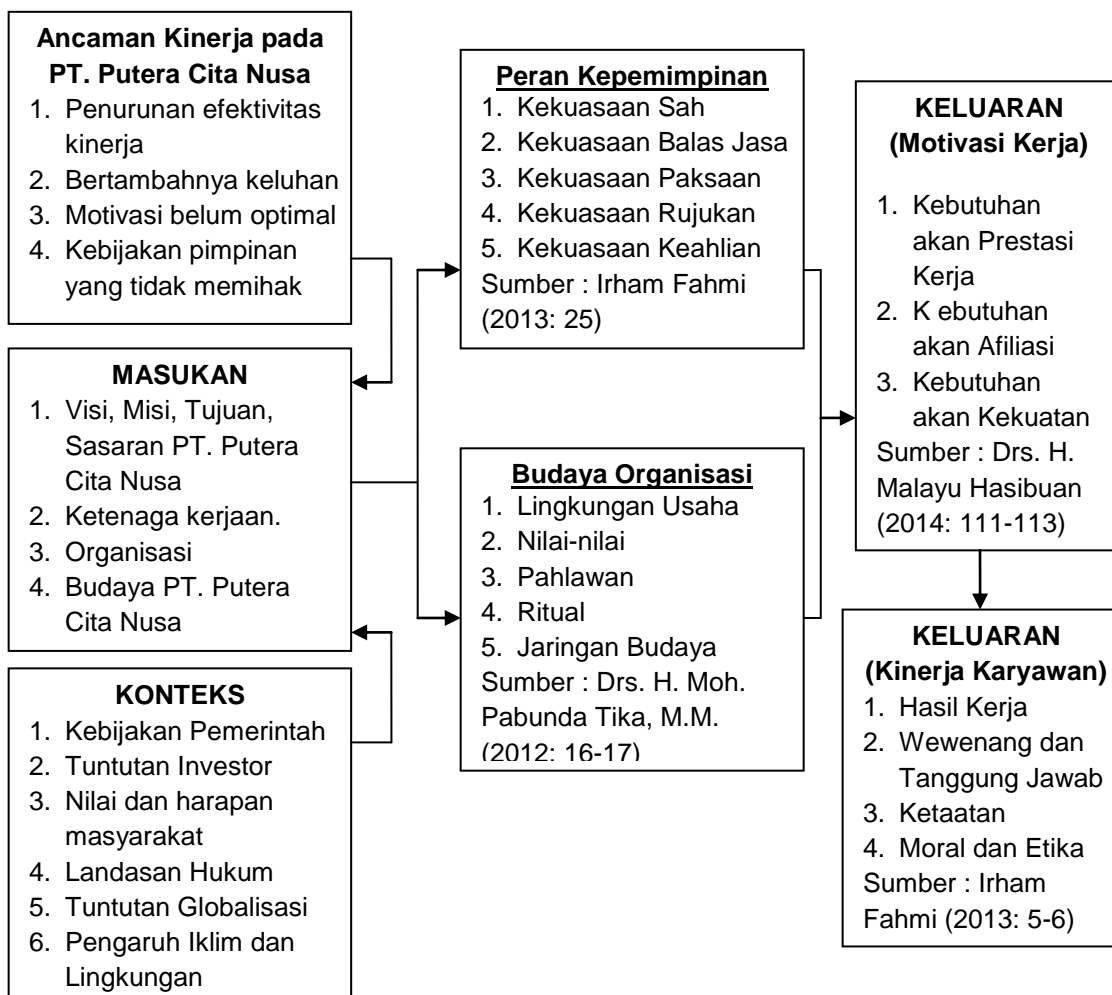 Ancaman Kinerja pada
PT. Putera Cita Nusa
1. Penurunan efektivitas
kinerja
2. Bertambahnya keluhan
3. Motivasi belum optimal
4. Kebijakan pimpinan
yang tidak memihak
MASUKAN
1. Visi, Misi, Tujuan,
Sasaran PT. Putera
Cita Nusa
2. Ketenaga kerjaan.
3. Organisasi
4. Budaya PT. Putera
Cita Nusa
KONTEKS
1. Kebijakan Pemerintah
2. Tuntutan Investor
3. Nilai dan harapan
masyarakat
4. Landasan Hukum
5. Tuntutan Globalisasi
6. Pengaruh Iklim dan
Lingkungan
Peran Kepemimpinan
1. Kekuasaan Sah
2. Kekuasaan Balas Jasa
3. Kekuasaan Paksaan
4. Kekuasaan Rujukan
5. Kekuasaan Keahlian
Sumber : Irham Fahmi
(2013: 25)
Budaya Organisasi
1. Lingkungan Usaha
2. Nilai-nilai
3. Pahlawan
4. Ritual
5. Jaringan Budaya
Sumber : Drs. H. Moh.
Pabunda Tika, M.M.
(2012: 16-17)
KELUARAN
(Motivasi Kerja)
1. Kebutuhan
akan Prestasi
Kerja
2. K ebutuhan
akan Afiliasi
3. Kebutuhan
akan Kekuatan
Sumber : Drs. H.
Malayu Hasibuan
(2014: 111-113)
KELUARAN
(Kinerja Karyawan)
1. Hasil Kerja
2. Wewenang dan
Tanggung Jawab
3. Ketaatan
4. Moral dan Etika
Sumber : Irham
Fahmi (2013: 5-6)